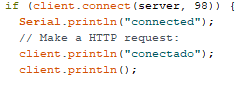 if (client.connect(server, 98)) {
Serial.println("connected");
// Make a HTTP request:
client.println("conectado");
client.println();